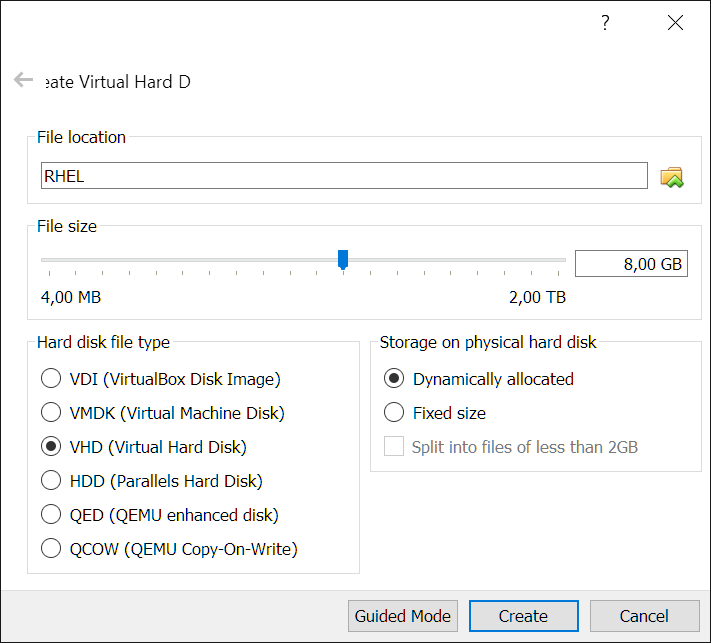 ?
eate Virtual Hard D
File location
RHEL
File size
8,00 GB
4,00 MB 2,00 TB
Hard disk file type
VDI (VirtualBox Disk Image)
VMDK (Virtual Machine Disk)
VHD (Virtual Hard Disk)
HDD (Parallels Hard Disk)
QED (QEMU enhanced disk)
QCOW (QEMU Copy-On-Write)
Storage on physical hard disk
Dynamically allocated
Fixed size
Split into files of less than 2GB
Guided Mode Create Cancel